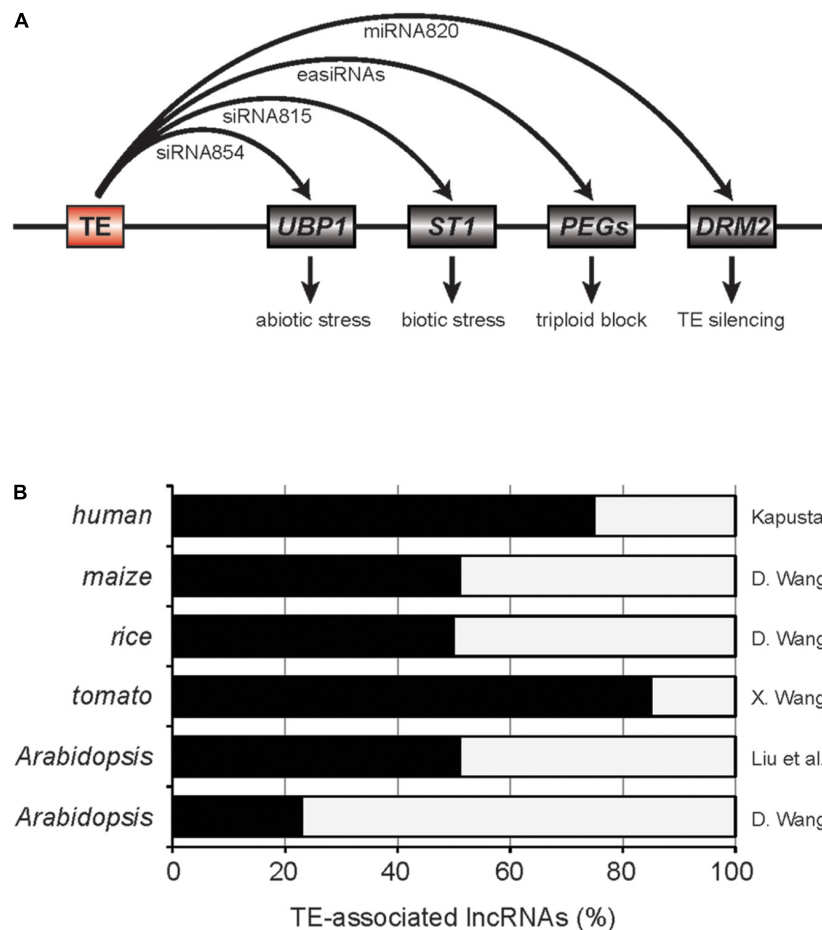 A
miRNA820
easiRNAs
siRNA815
siRNA854
TE
UBP1
ST1
PEGs
DRM2
abiotic stress
biotic stress
triploid block
TE silencing
B
human
Kapusta
maize
D. Wang
rice
D. Wang
tomato
X. Wang
Arabidopsis
Liu et al.
Arabidopsis
D. Wang
0 20 40 60 80 100
TE-associated lncRNAs (%)